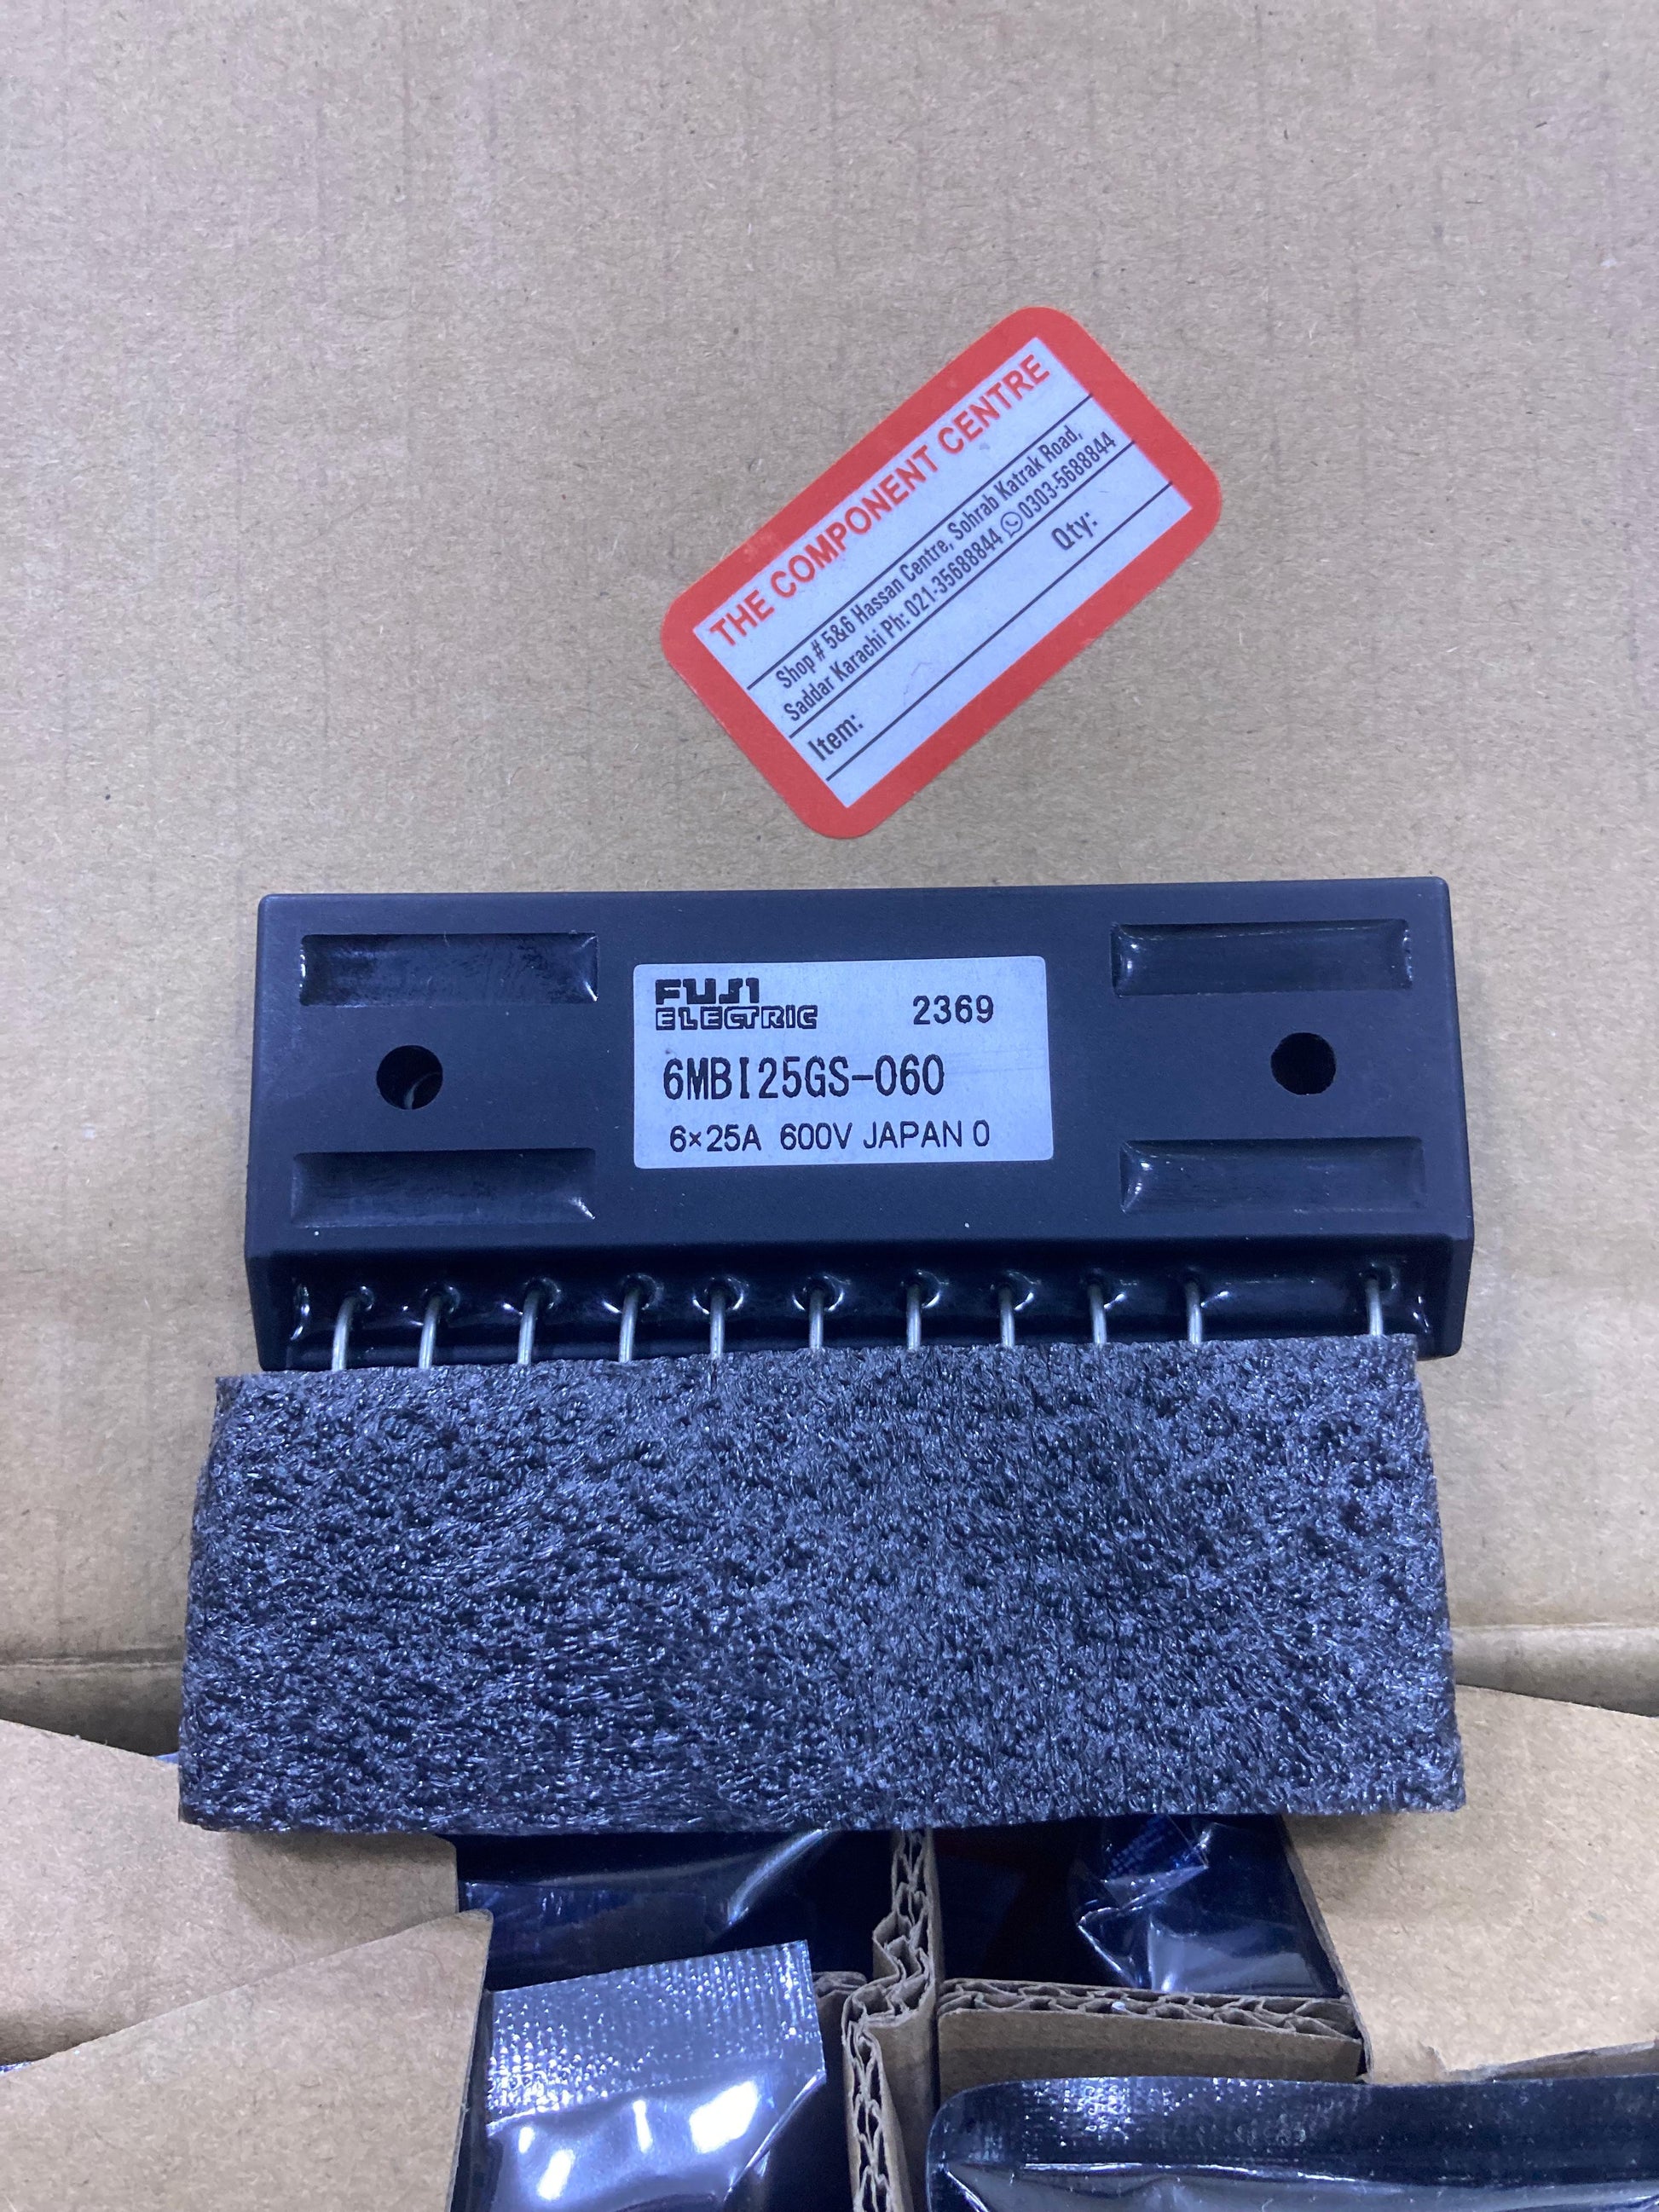 THE COMPONENT CENTRE
Shop # 5&6 Hassan Centre, Sohrab Katrak Road,
Saddar Karachi Ph: 021-35688844 0303-5688844
Item: Qty:
FUJI
ELECTRIC 2369
6MBI25GS-060
6×25A 600V JAPAN 0